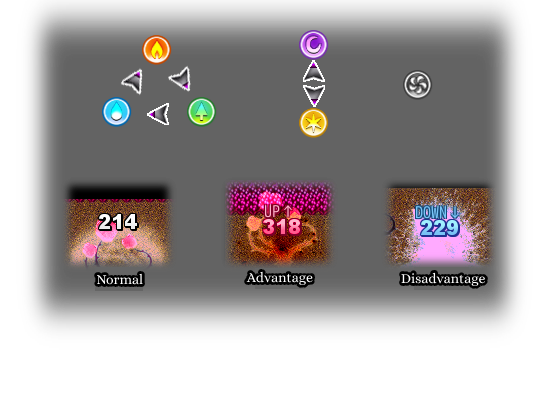 214
UP ↑
318
DOWN ↓
229
Normal
Advantage
Disadvantage